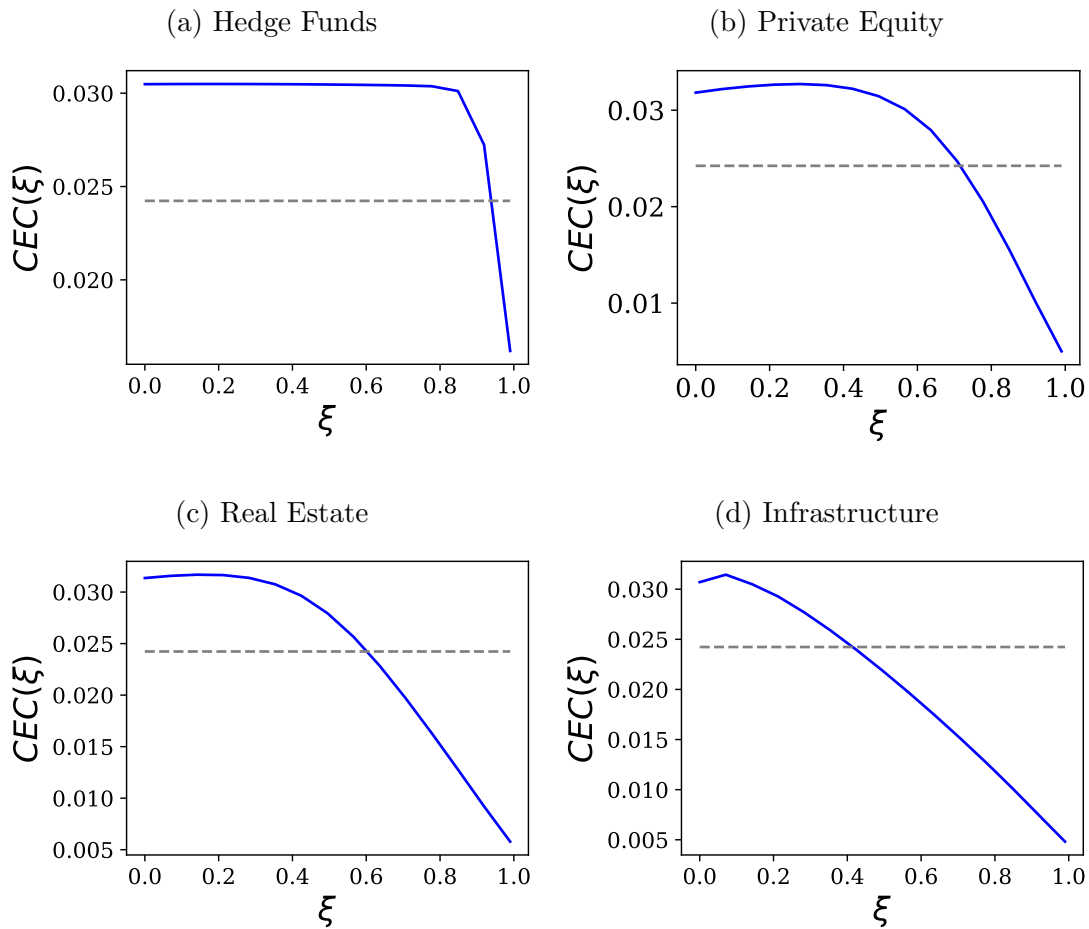 (a) Hedge Funds
CEC(ξ)
0.030
0.025
0.020
0.0 0.2 0.4 0.6 0.8 1.0
ξ
(b) Private Equity
CEC(ξ)
0.03
0.02
0.01
0.0 0.2 0.4 0.6 0.8 1.0
ξ
(c) Real Estate
CEC(ξ)
0.030
0.025
0.020
0.015
0.010
0.005
0.0 0.2 0.4 0.6 0.8 1.0
ξ
(d) Infrastructure
CEC(ξ)
0.030
0.025
0.020
0.015
0.010
0.005
0.0 0.2 0.4 0.6 0.8 1.0
ξ